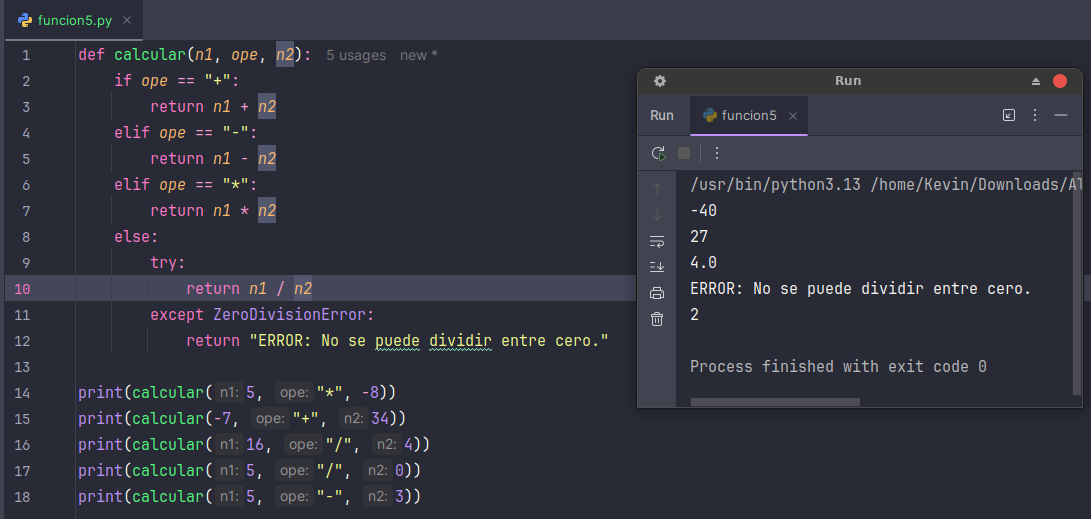 funcion5.py
1 def calcular(n1, ope, n2): 5 usages new *
2 if ope == "+":
3 return n1 + n2
4 elif ope == "-":
5 return n1 - n2
6 elif ope == "*":
7 return n1 * n2
8 else:
9 try:
10 return n1 / n2
11 except ZeroDivisionError:
12 return "ERROR: No se puede dividir entre cero."
13
14 print(calcular( n1: 5, ope: "*", -8))
15 print(calcular(-7, ope: "+", n2: 34))
16 print(calcular( n1: 16, ope: "/", n2: 4))
17 print(calcular( n1: 5, ope: "/", n2: 0))
18 print(calcular( n1: 5, ope: "-", n2: 3))
Run
Run funcion5
/usr/bin/python3.13 /home/Kevin/Downloads/Al
-40
27
4.0
ERROR: No se puede dividir entre cero.
2
Process finished with exit code 0